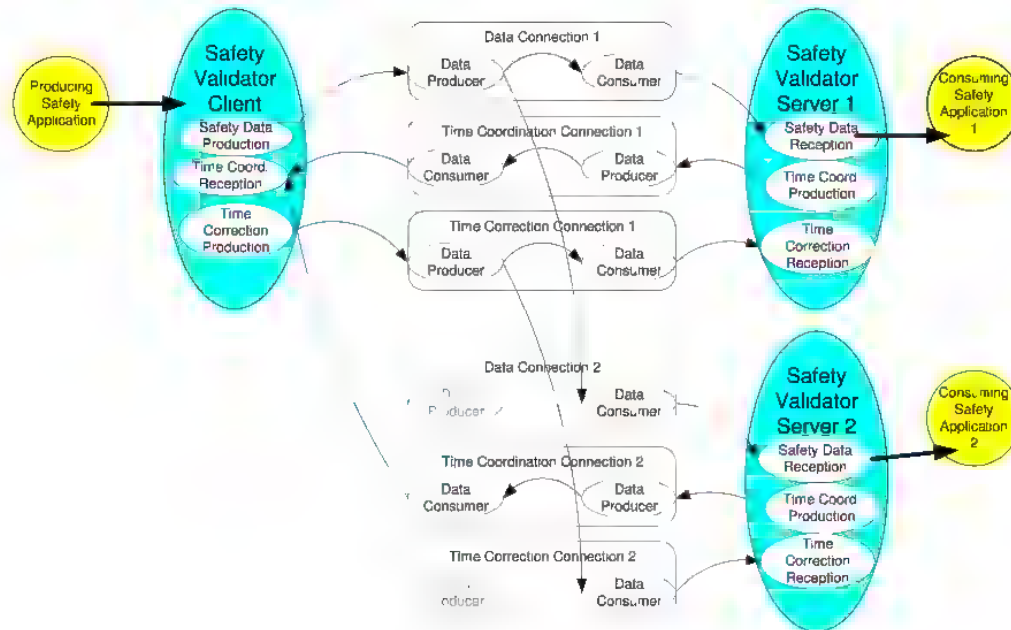 Producing
Safety
Application
Safety
Validator
Client
Safety Data
Production
Time Coord.
Reception
Time
Correction
Production
Data Connection 1
Data
Producer
Data
Consumer
Time Coordination Connection 1
Data
Consumer
Data
Producer
Time Correction Connection 1
Data
Producer
Data
Consumer
Safety
Validator
Server 1
Safety Data
Reception
Time Coord
Production
Time
Correction
Reception
Consuming
Safety
Application
1
Data Connection 2
Producer
Data
Consumer
Time Coordination Connection 2
Data
Consumer
Data
Producer
Time Correction Connection 2
oducer
Data
Consumer
Safety
Validator
Server 2
Safety Data
Reception
Time Coord
Production
Time
Correction
Reception
Consuming
Safety
Application
2